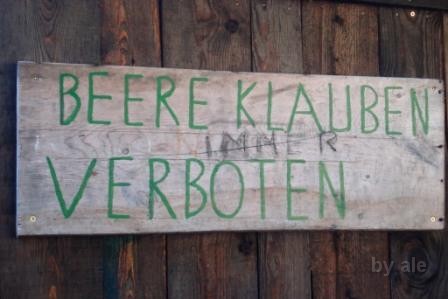 BEERE KLAUBEN
IMMER
VERBOTEN
by ale